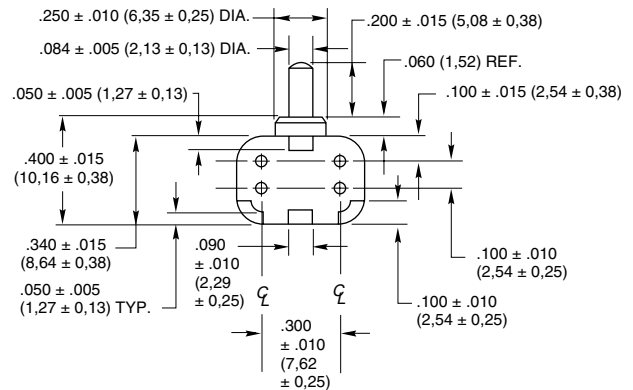 .250 ± .010 (6,35 ± 0,25) DIA.
.200 ± .015 (5,08 ± 0,38)
.084 ± .005 (2,13 ± 0,13) DIA.
.060 (1,52) REF.
.050 ± .005 (1,27 ± 0,13)
.100 ± .015 (2,54 ± 0,38)
.400 ± .015
(10,16 ± 0,38)
.340 ± .015
(8,64 ± 0,38)
.050 ± .005
(1,27 ± 0,13) TYP.
.090
± .010
(2,29
± 0,25)
℄
℄
.300
± .010
(7,62
± 0,25)
.100 ± .010
(2,54 ± 0,25)
.100 ± .010
(2,54 ± 0,25)